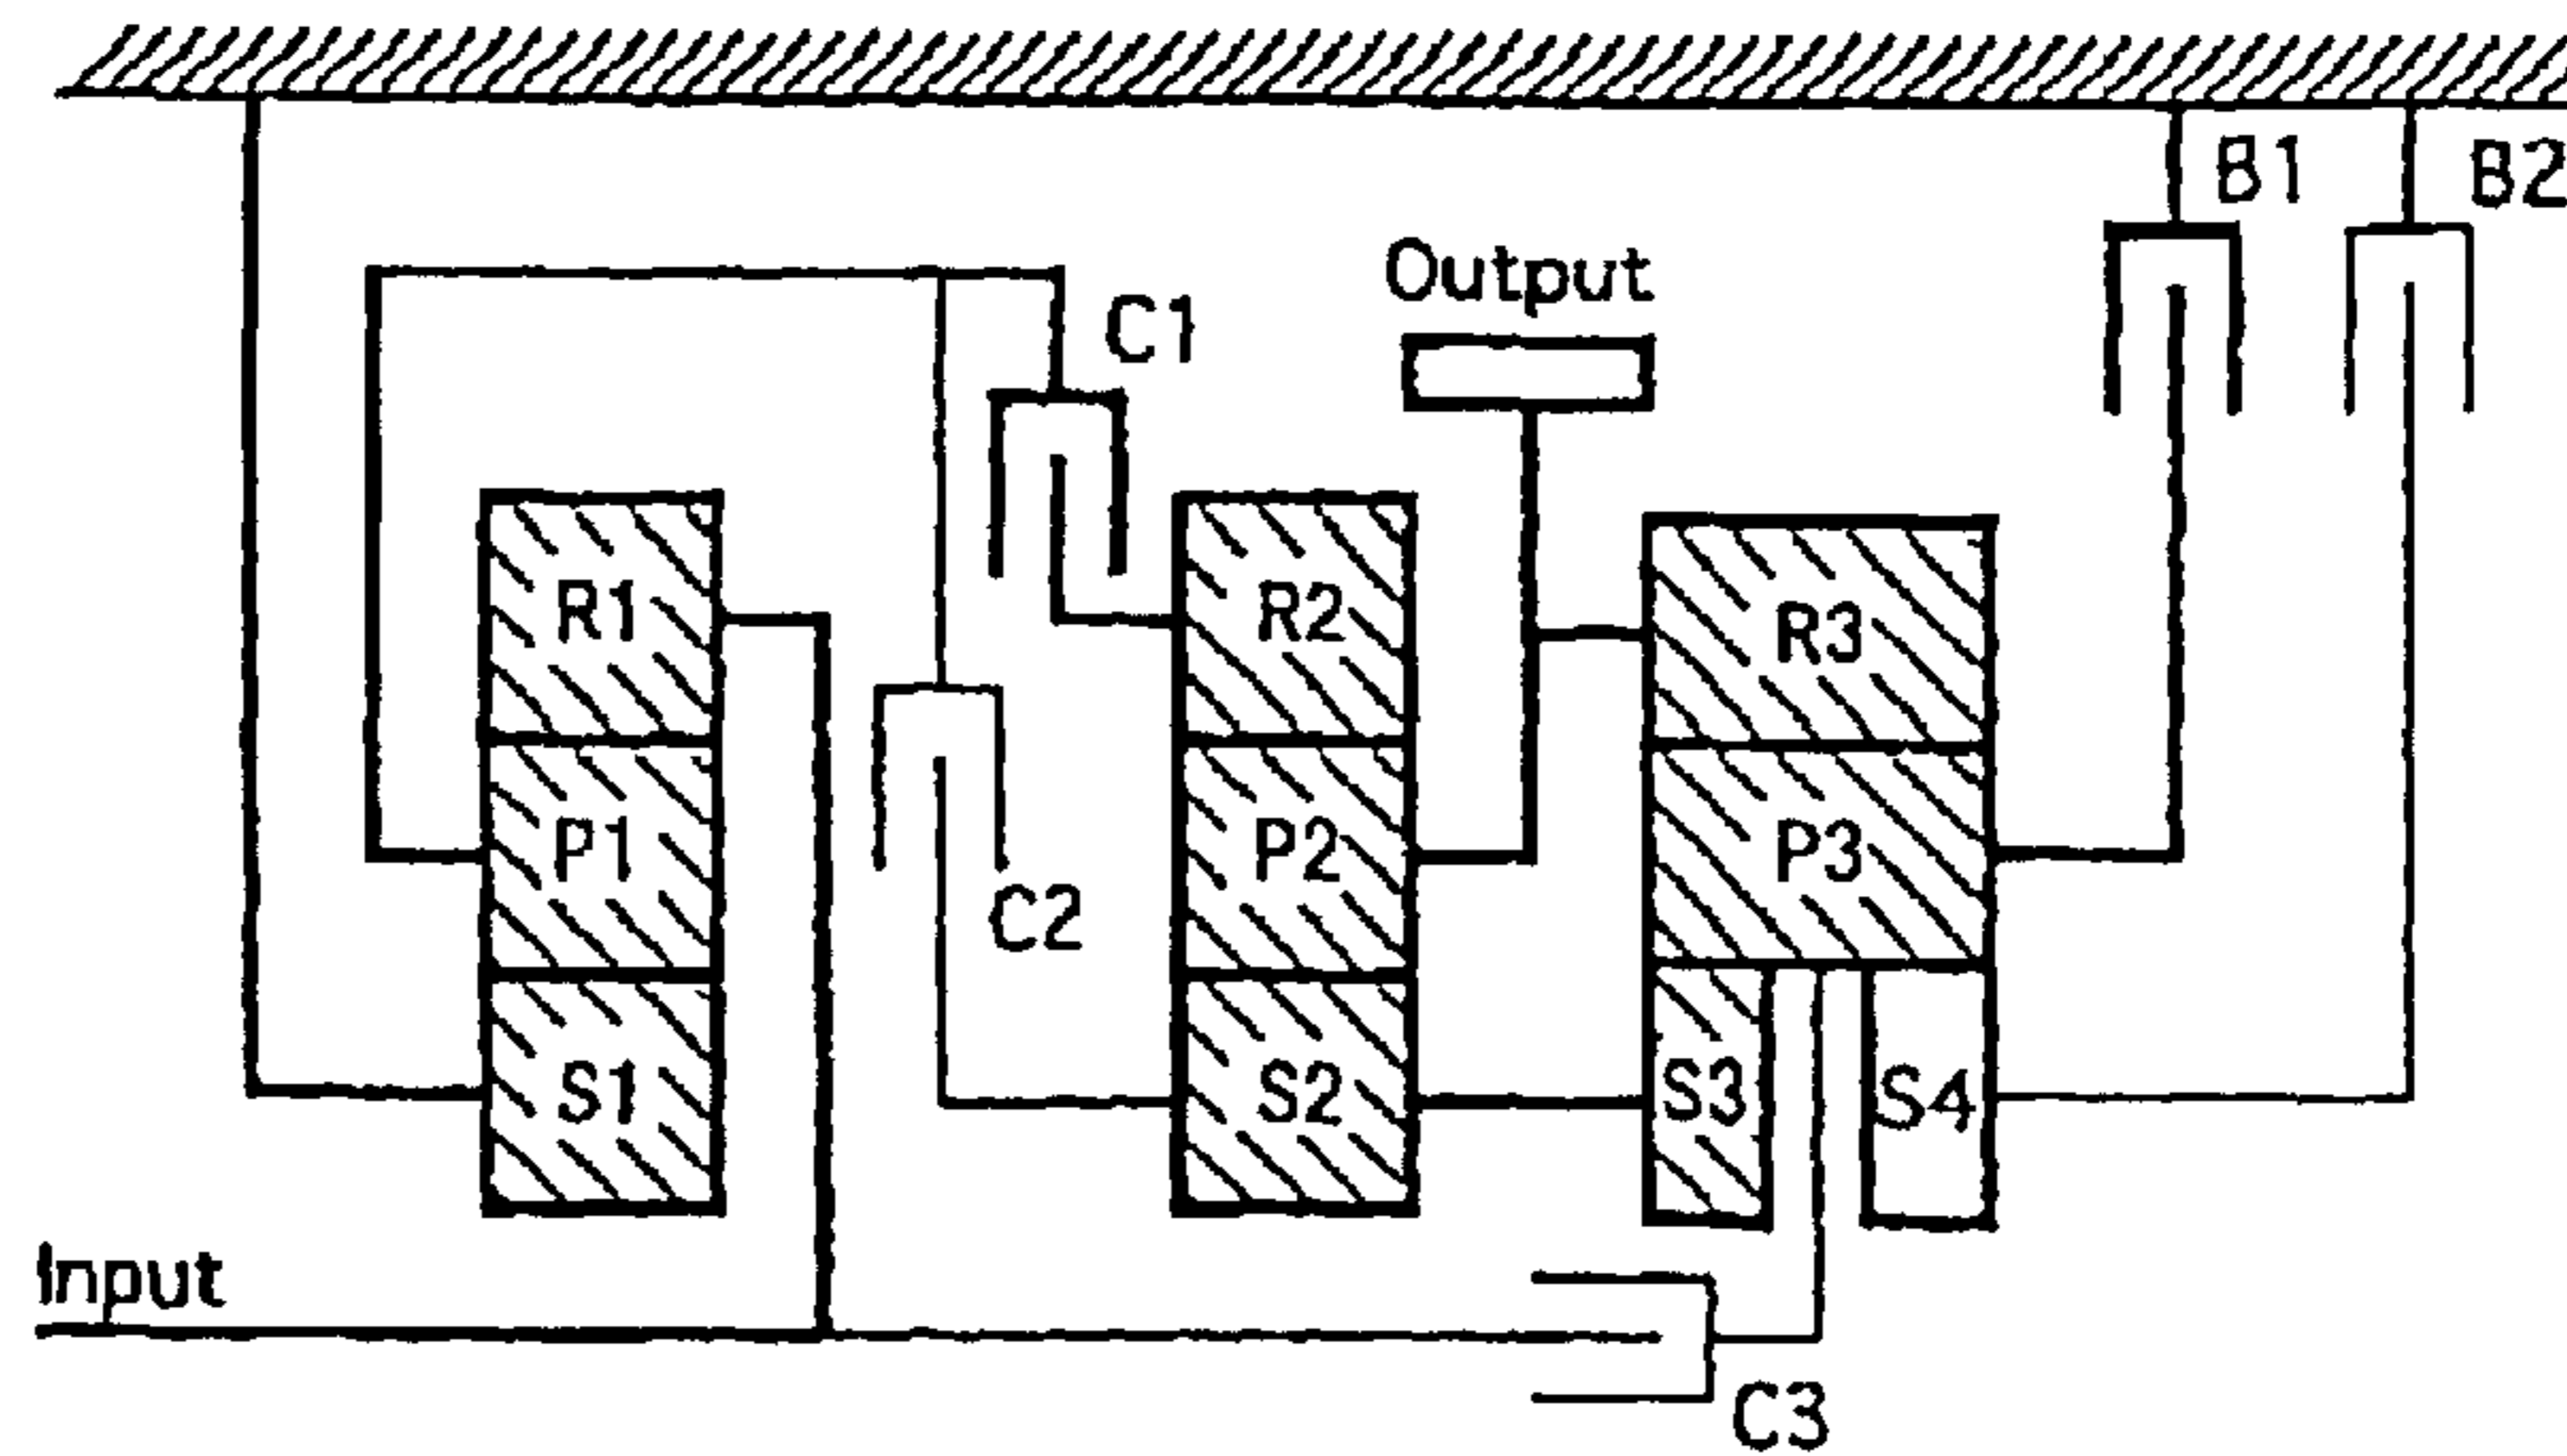 B1 B2
Output
C1
R1 R2 R3
P1 P2 P3
C2
S1 S2 S3 S4
Input
C3